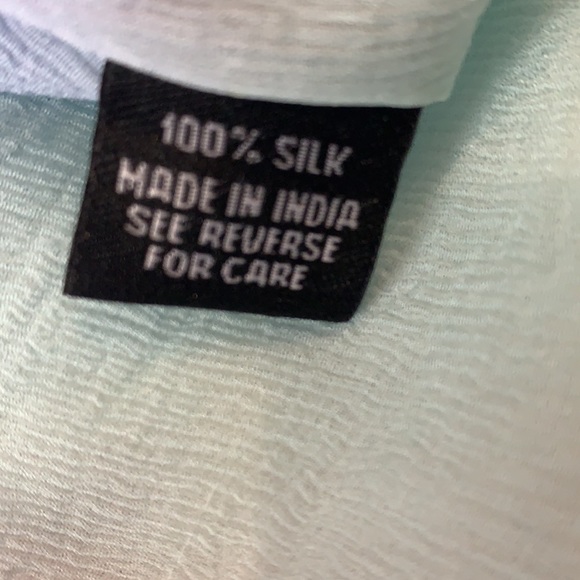 100% SILK
MADE IN INDIA
SEE REVERSE
FOR CARE